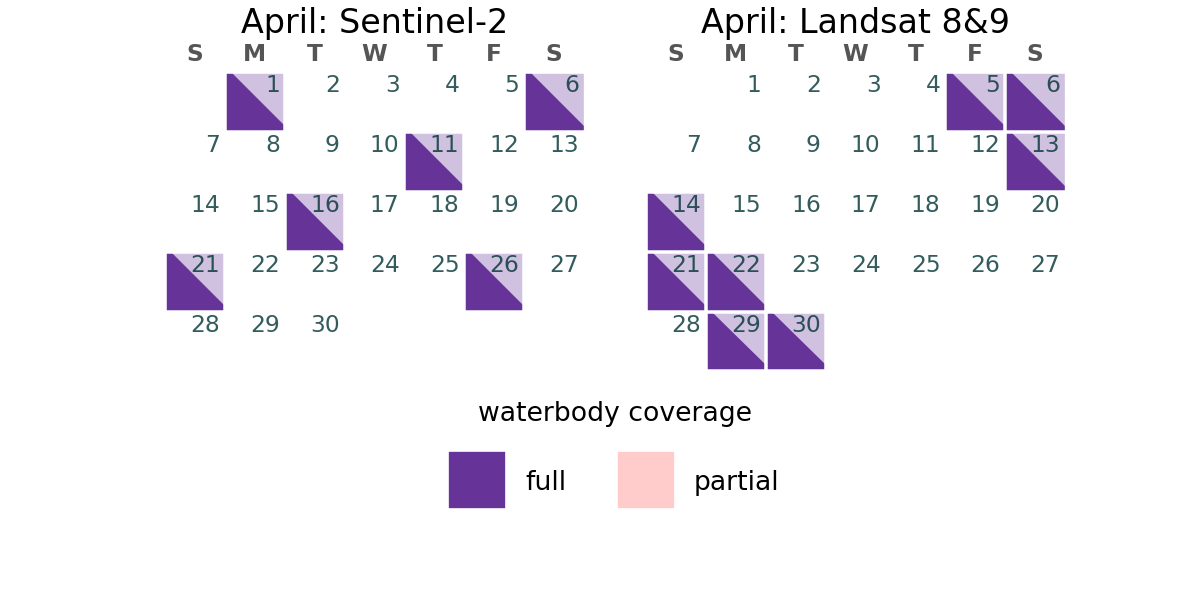 April: Sentinel-2
S M T W T F S
1 2 3 4 5 6
7 8 9 10 11 12 13
14 15 16 17 18 19 20
21 22 23 24 25 26 27
28 29 30
April: Landsat 8&9
S M T W T F S
1 2 3 4 5 6
7 8 9 10 11 12 13
14 15 16 17 18 19 20
21 22 23 24 25 26 27
28 29 30
waterbody coverage
full partial